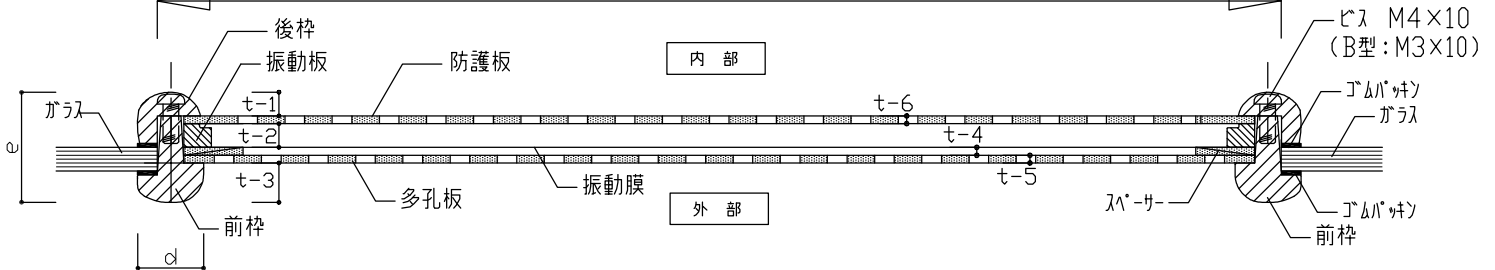 ビス M4×10
後枠
(B型:M3×10)
振動板
防護板
内 部
ゴムパッキン
ガラス
t-1
t-6
ガラス
t-2
t-4
e
t-3
t-5
振動膜
多孔板
スペーサー
外 部
ゴムパッキン
前枠
前枠
d